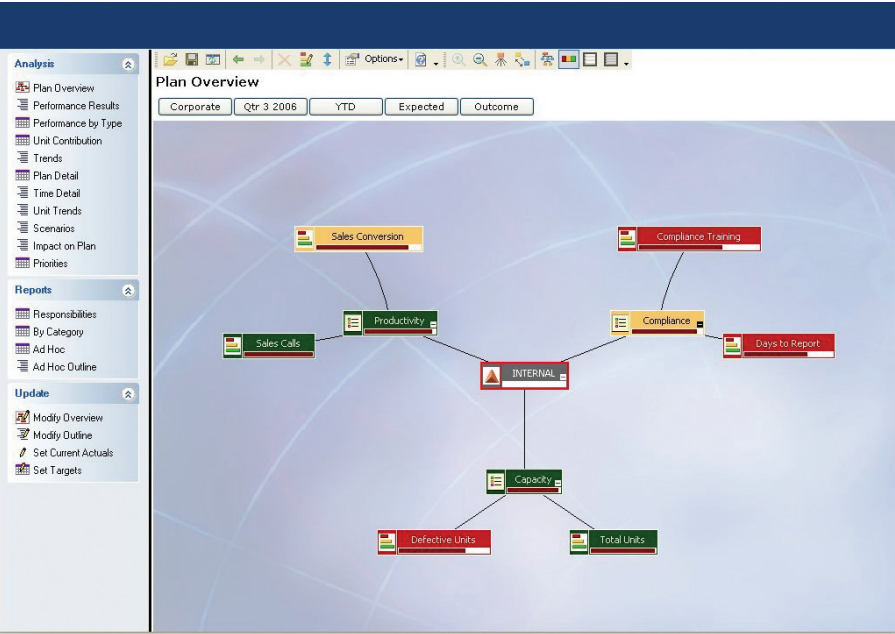 Options
Analysis
Plan Overview
Performance Results
Performance by Type
Unit Contribution
Trends
Plan Detail
Time Detail
Unit Trends
Scenarios
Impact on Plan
Priorities
Reports
Responsibilities
By Category
Ad Hoc
Ad Hoc Outline
Update
Modify Overview
Modify Outline
Set Current Actuals
Set Targets
Plan Overview
Corporate Qtr 3 2006 YTD Expected Outcome
Sales Conversion
Compliance Training
Productivity
Compliance
Sales Calls
Days to Report
INTERNAL
Capacity
Defective Units
Total Units